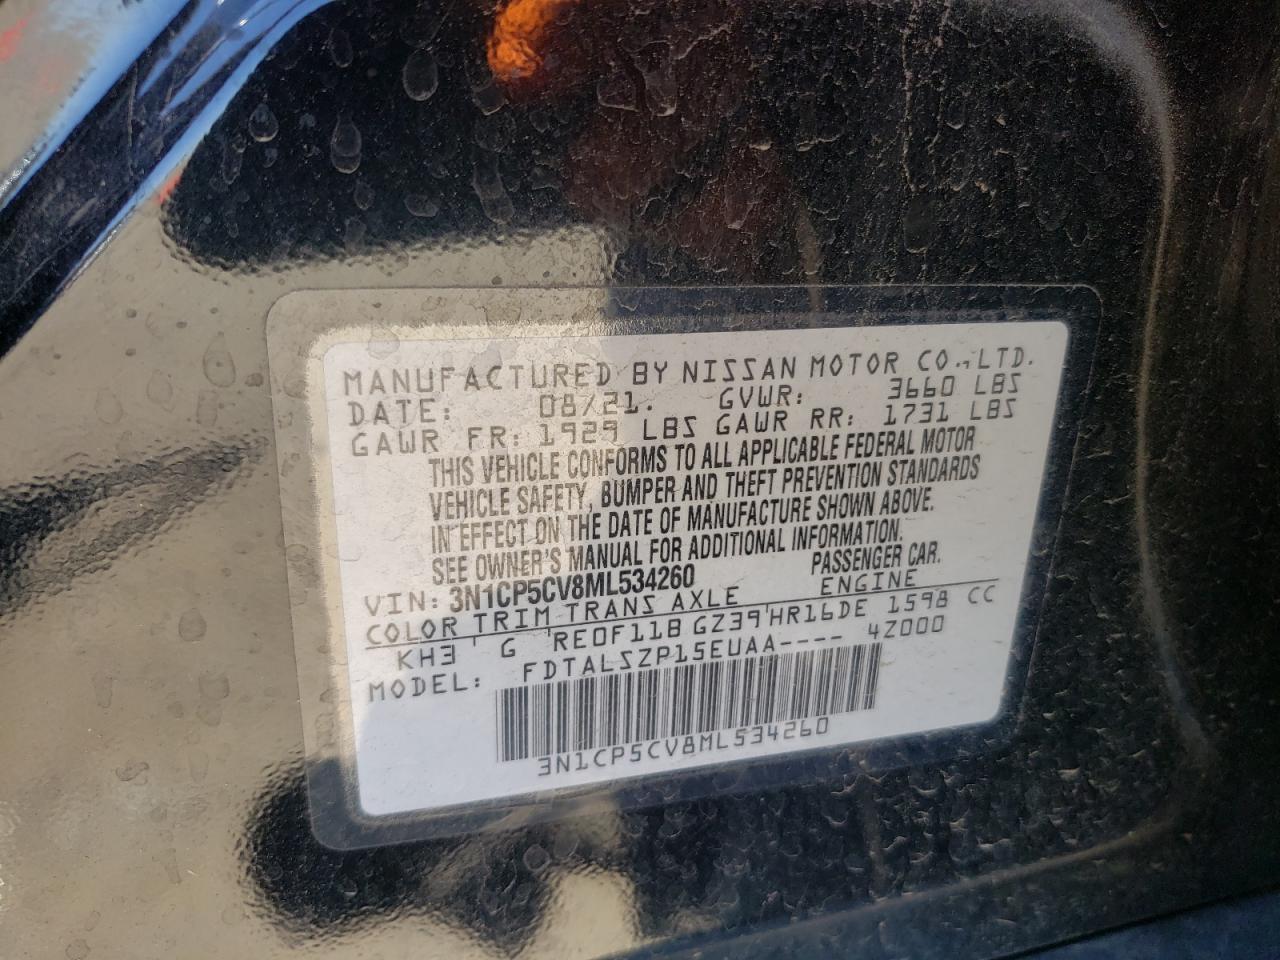 MANUFACTURED BY NISSAN MOTOR CO., LTD.
DATE: 08/21. GVWR: 3660 LBS
GAWR FR: 1929 LBS GAWR RR: 1731 LBS
THIS VEHICLE CONFORMS TO ALL APPLICABLE FEDERAL MOTOR
VEHICLE SAFETY, BUMPER AND THEFT PREVENTION STANDARDS
IN EFFECT ON THE DATE OF MANUFACTURE SHOWN ABOVE.
SEE OWNER'S MANUAL FOR ADDITIONAL INFORMATION.
VIN: 3N1CP5CV8ML534260 PASSENGER CAR.
COLOR TRIM TRANS AXLE ENGINE
KH3 ' G 'RE0F11B GZ39'HR16DE 1598 CC
MODEL: FDTALSZP15EUAA---- 4Z000
3N1CP5CV8ML534260